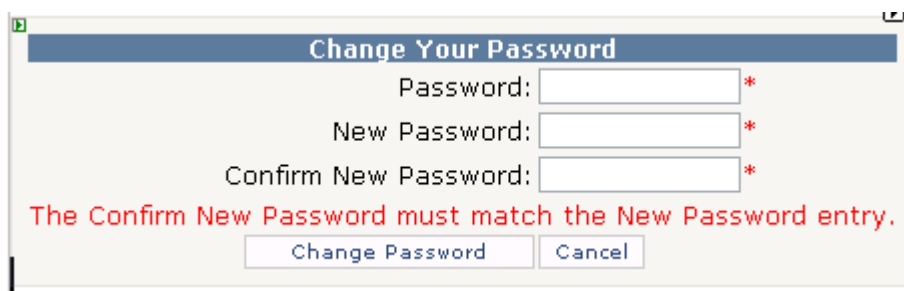 Change Your Password
Password: *
New Password: *
Confirm New Password: *
The Confirm New Password must match the New Password entry.
Change Password Cancel